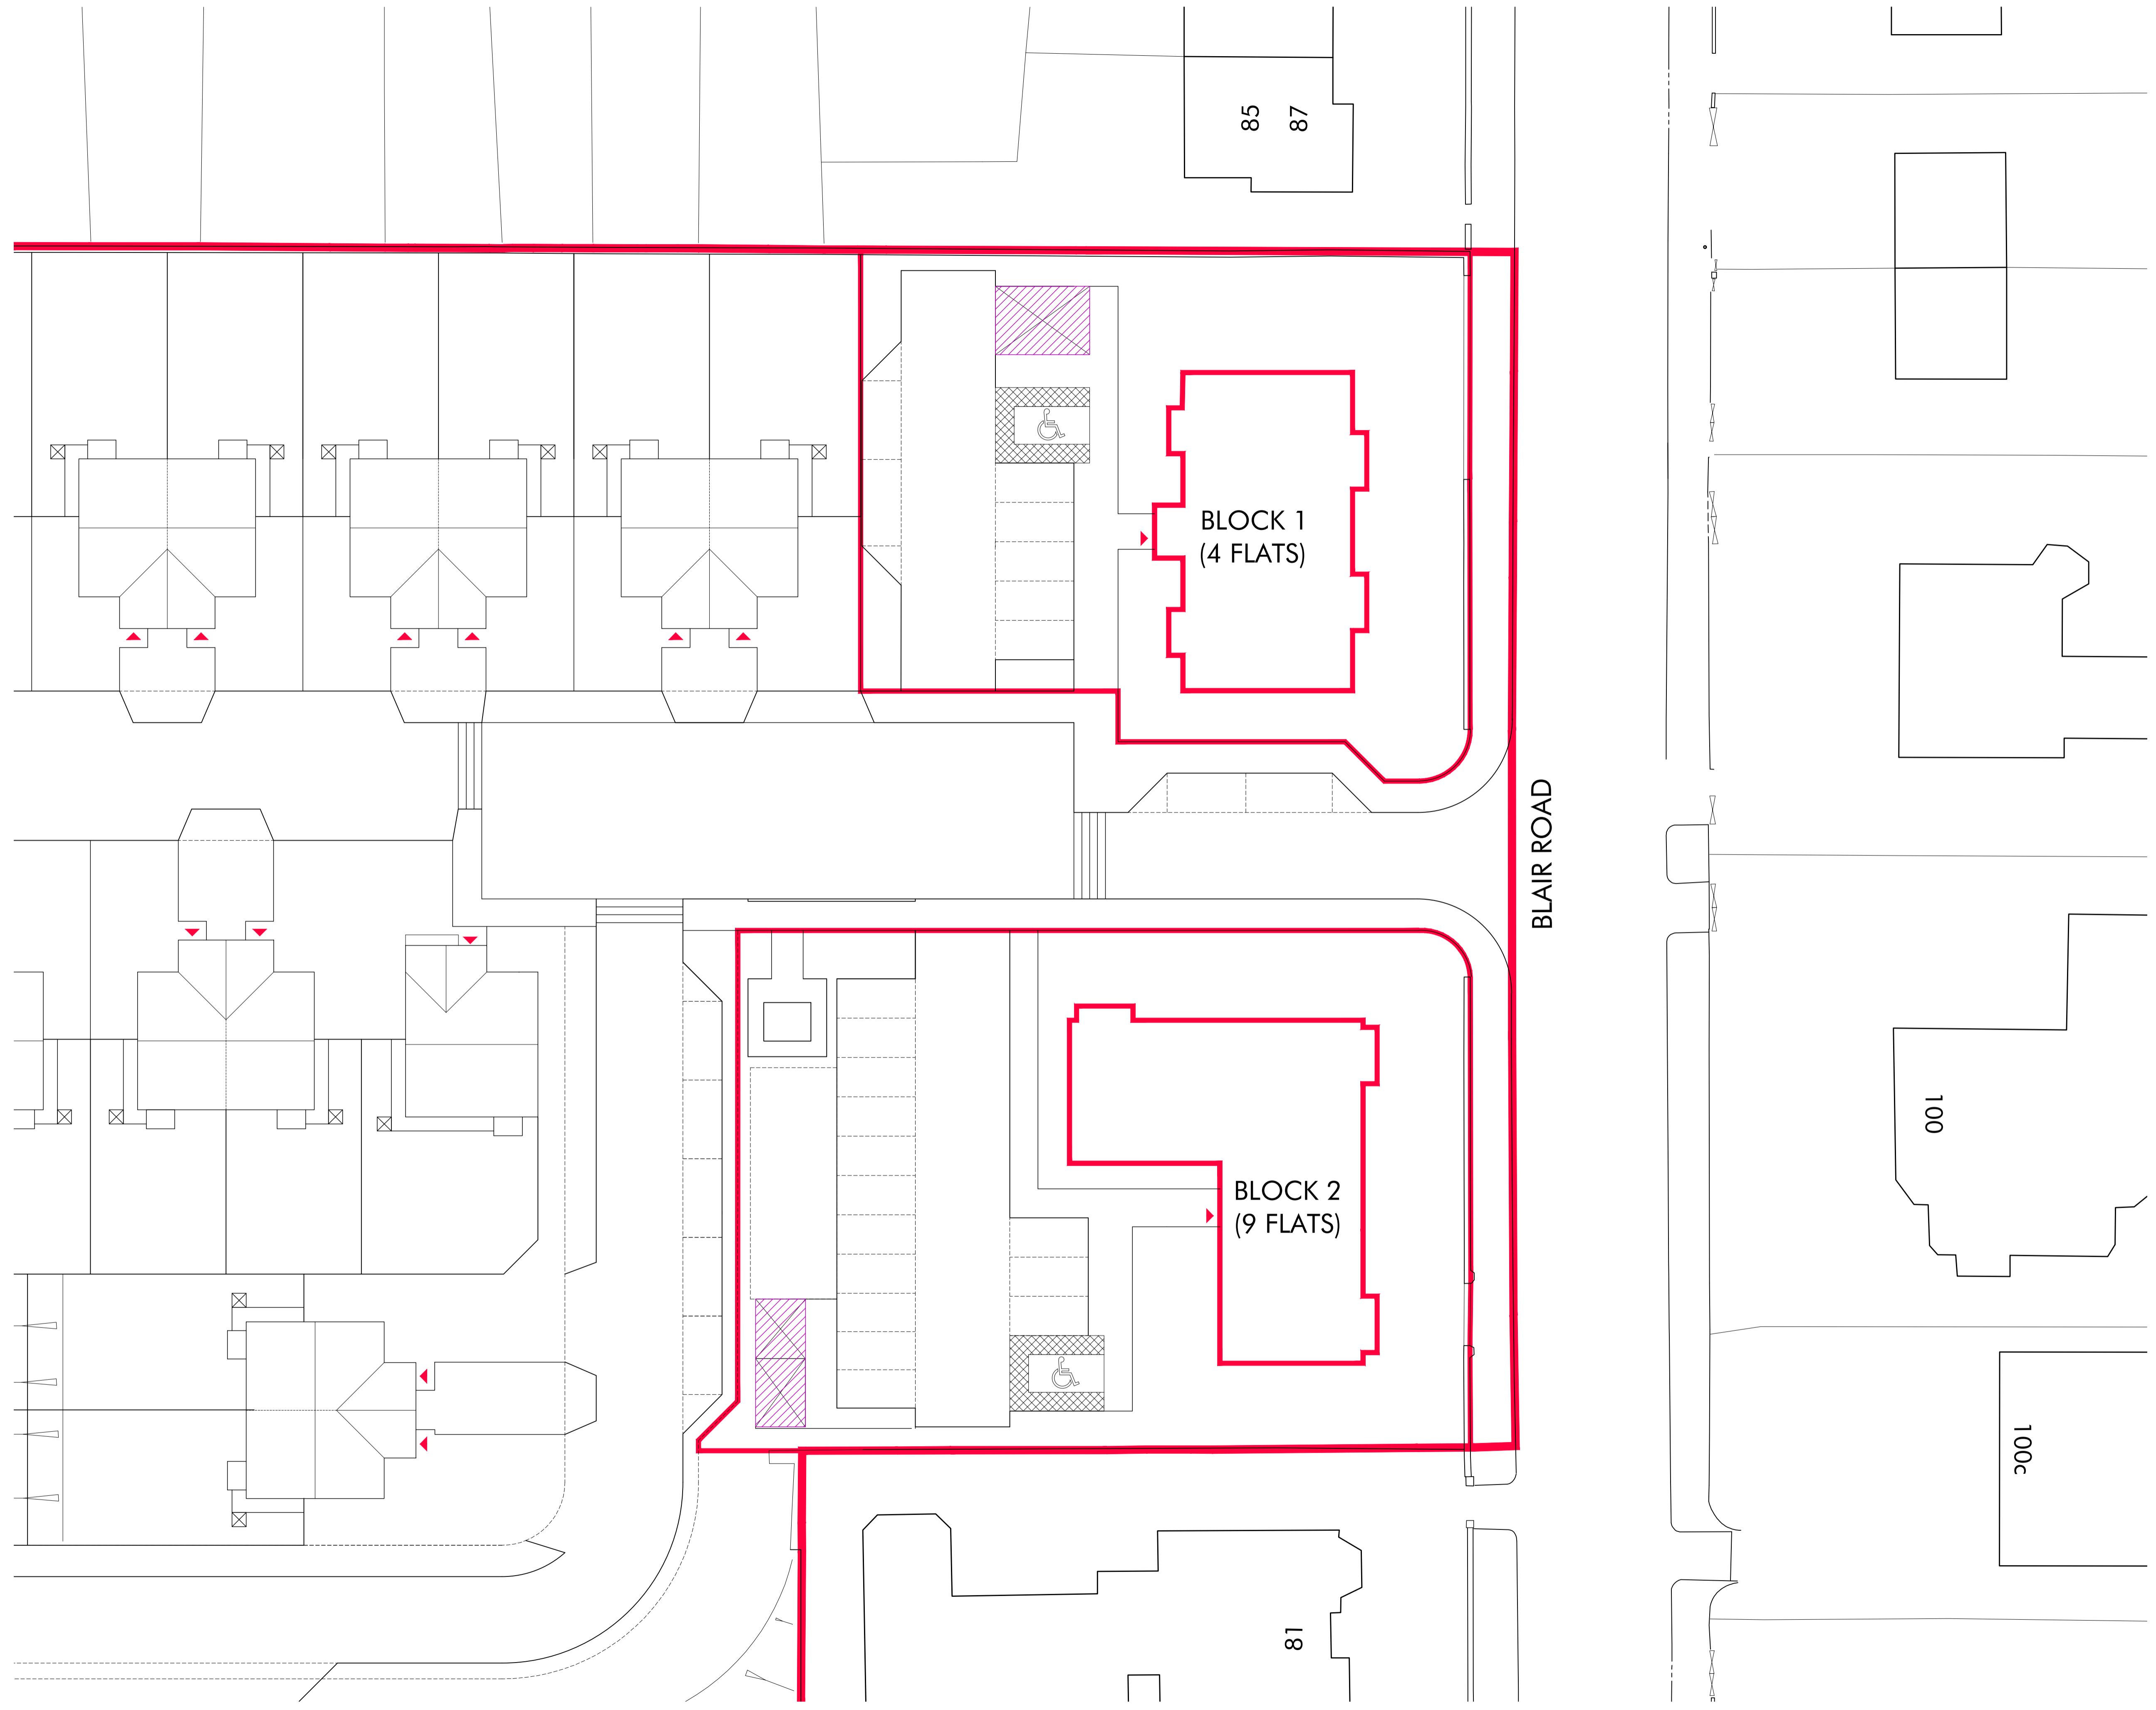 85
87
BLOCK 1
(4 FLATS)
BLAIR ROAD
100
BLOCK 2
(9 FLATS)
100c
81